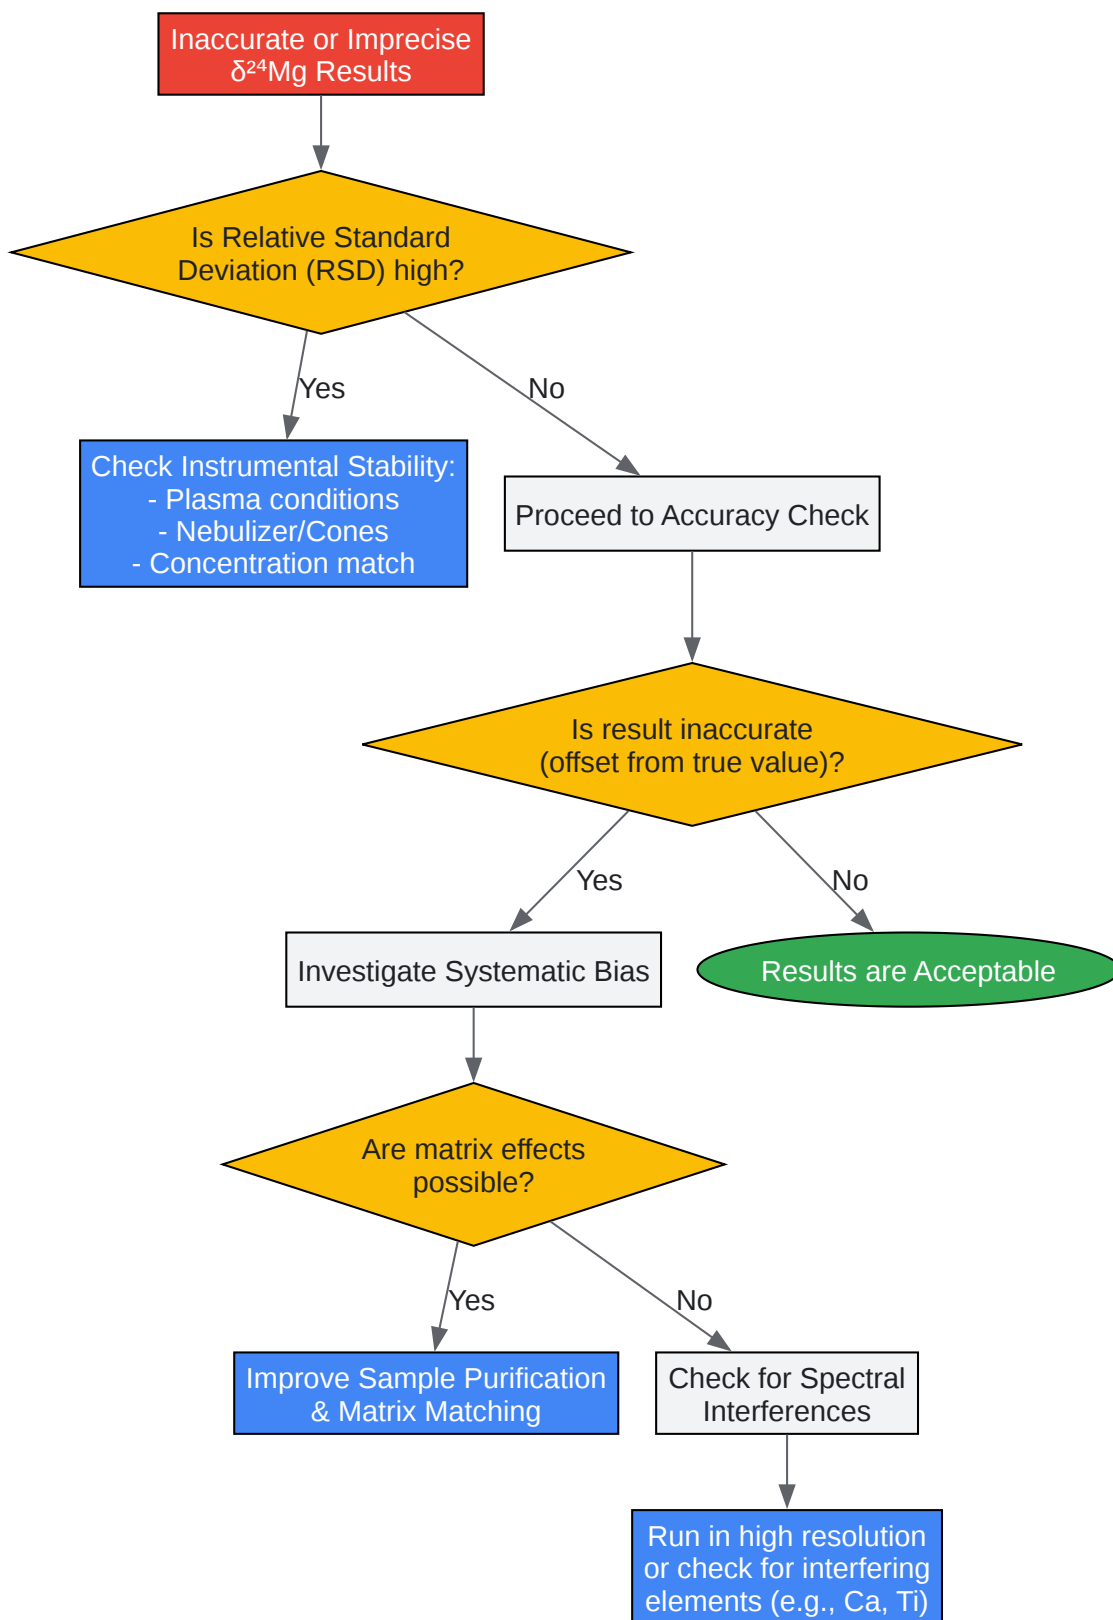 Inaccurate or Imprecise
δ²⁴Mg Results
Is Relative Standard
Deviation (RSD) high?
Yes
No
Check Instrumental Stability:
- Plasma conditions
- Nebulizer/Cones
- Concentration match
Proceed to Accuracy Check
Is result inaccurate
(offset from true value)?
Yes
No
Investigate Systematic Bias
Results are Acceptable
Are matrix effects
possible?
Yes
No
Improve Sample Purification
& Matrix Matching
Check for Spectral
Interferences
Run in high resolution
or check for interfering
elements (e.g., Ca, Ti)